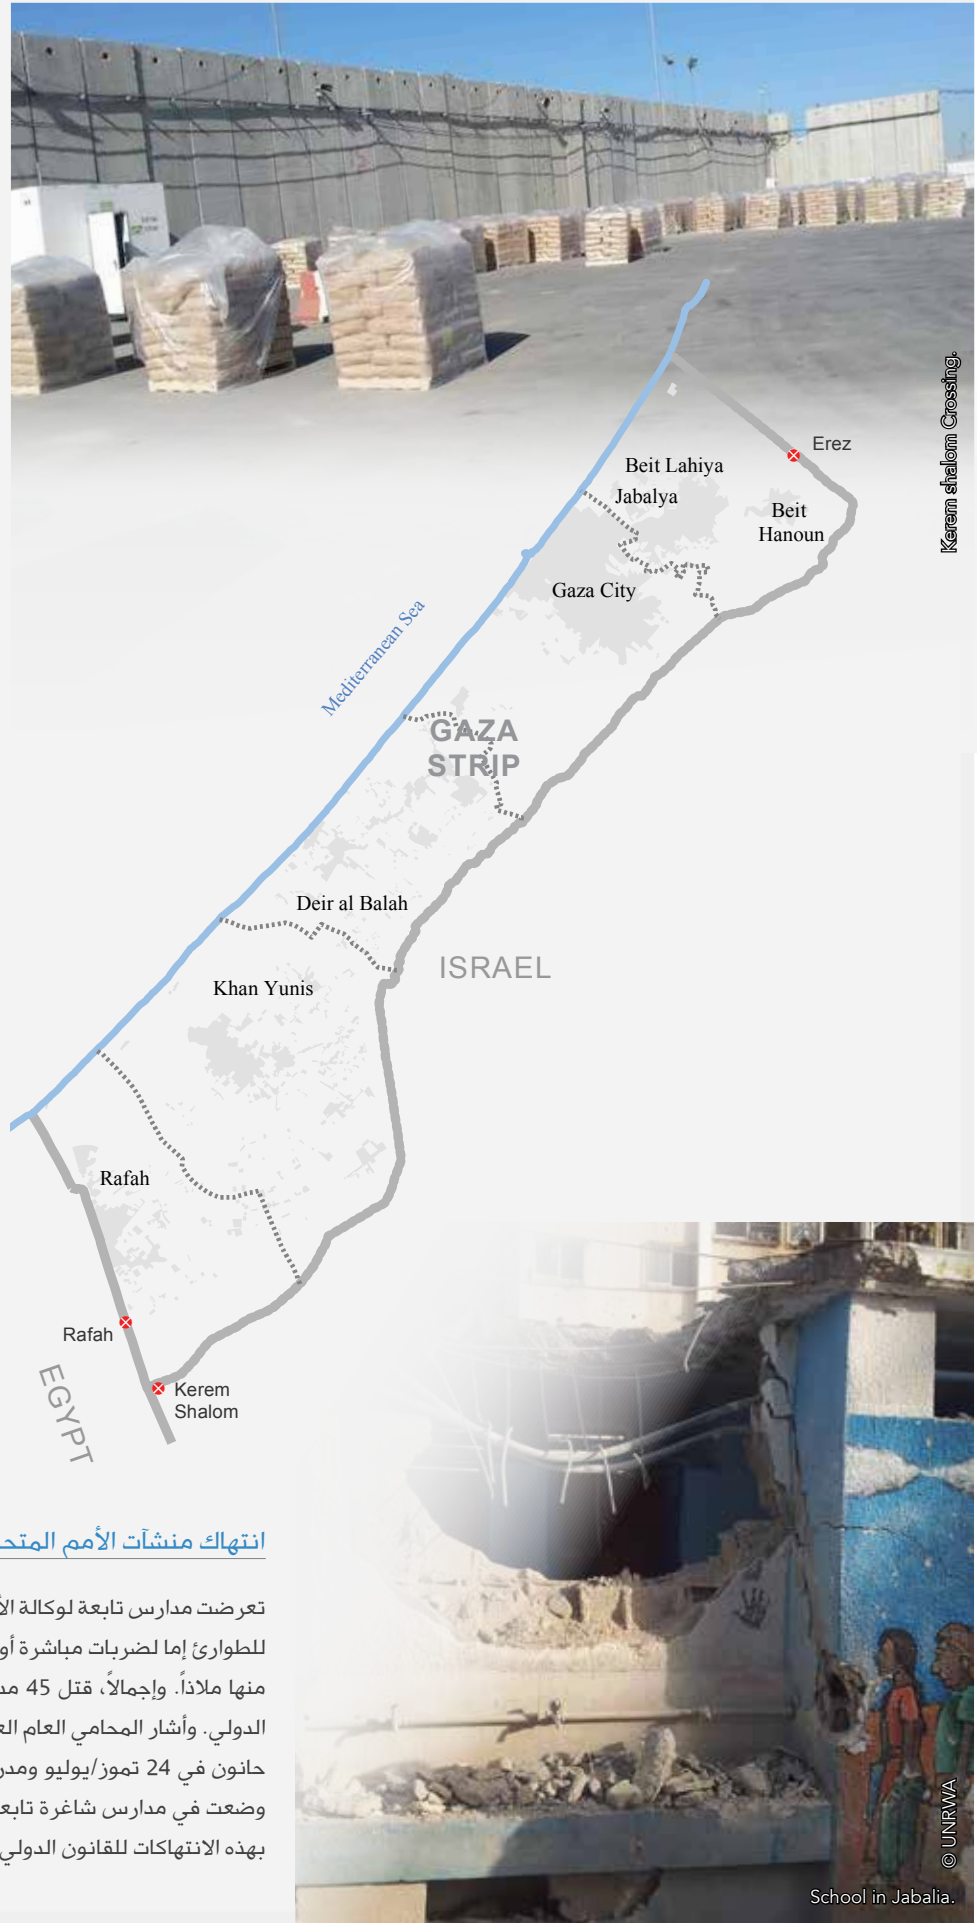 Kerem shalom Crossing.
Erez
Beit Lahiya
Jabalya
Beit
Hanoun
Gaza City
Mediterranean Sea
GAZA
STRIP
Deir al Balah
ISRAEL
Khan Yunis
Rafah
Rafah
Kerem
Shalom
EGYPT
انتهاك منشآت الأمم المتح
تعرضت مدارس تابعة لوكالة الأ
للطوارئ إما لضربات مباشرة أو
منها ملاذاً. وإجمالاً، قتل 45 مد
الدولي. وأشار المحامي العام الع
حانون في 24 تموز/يوليو ومدر
وضعت في مدارس شاغرة تابع
بهذه الانتهاكات للقانون الدولي
© UNRWA
School in Jabalia.